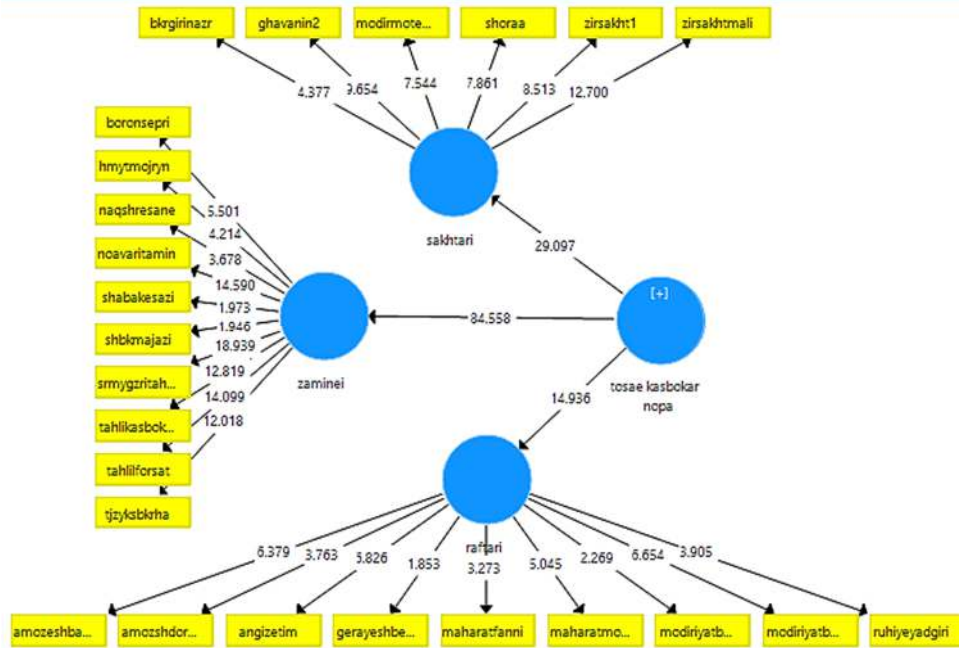 bkrgirinazr ghavanin2 modirmote... shoraa zirsakht1 zirsakhtmali
4.377 9.654 7.544 7.861 8.513 12.700
sakhtari
29.097
boronsepri
hmytmojryn
naqshresane
noavaritamin
shabakesazi
shbkmajazi
srmygzritah...
tahlikasbok...
tahlilforsat
tjzyksbkrha
5.501
4.214
3.678
14.590
1.973
1.946
18.939
12.819
14.099
12.018
zaminei
84.558
[+]
tosae kasbokar
nopa
14.936
raftari
6.379 3.763 5.826 1.853 3.273 5.045 2.269 6.654 3.905
amozeshba... amozshdor... angizetim gerayeshbe... maharatfanni maharatmo... modiriyatb... modiriyatb... ruhiyeyadgiri